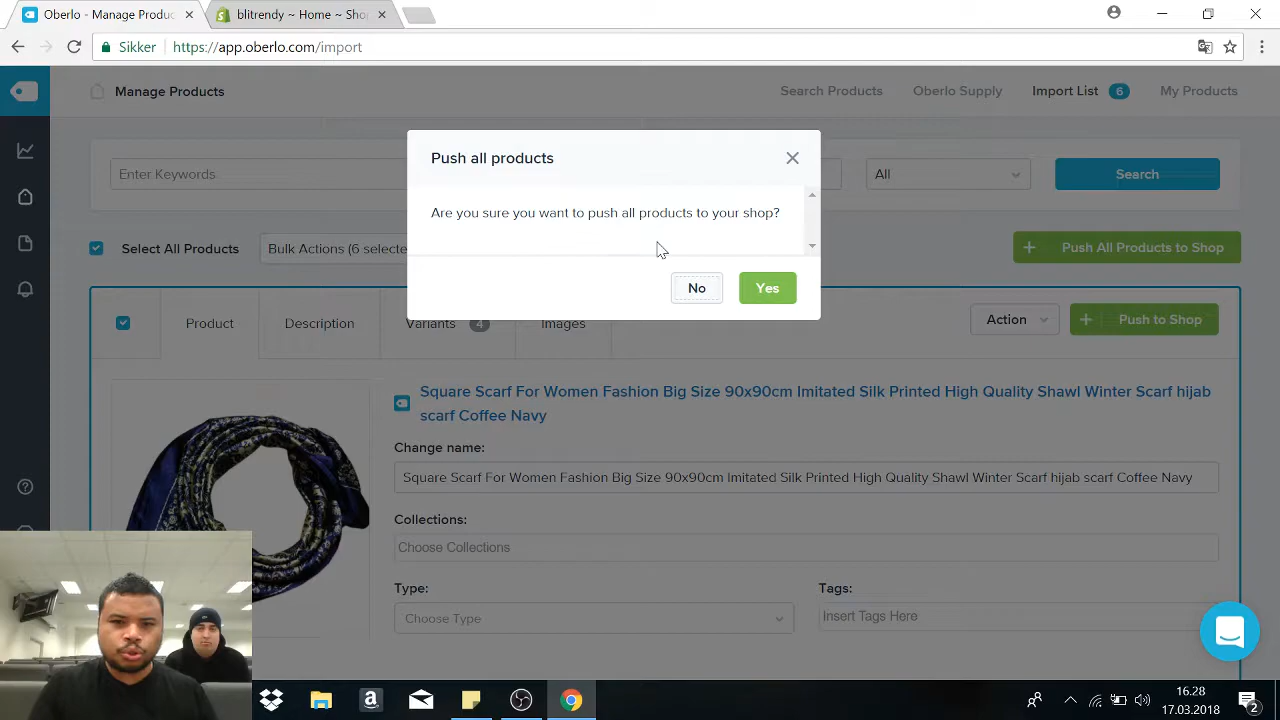 Oberlo - Manage Produc
blitrendy ~ Home ~ Sho
Sikker
https://app.oberlo.com/import
Manage Products
Search Products
Oberlo Supply
Import List 6
My Products
Push all products
Enter Keywords
All
Search
Are you sure you want to push all products to your shop?
Select All Products
Bulk Actions (6 selecte
+ Push All Products to Shop
No
Yes
Product
Description
Variants 4
Images
Action
+ Push to Shop
Square Scarf For Women Fashion Big Size 90x90cm Imitated Silk Printed High Quality Shawl Winter Scarf hijab
scarf Coffee Navy
Change name:
Square Scarf For Women Fashion Big Size 90x90cm Imitated Silk Printed High Quality Shawl Winter Scarf hijab scarf Coffee Navy
Collections:
Choose Collections
Type:
Tags:
Choose Type
Insert Tags Here
16.28
17.03.2018
2